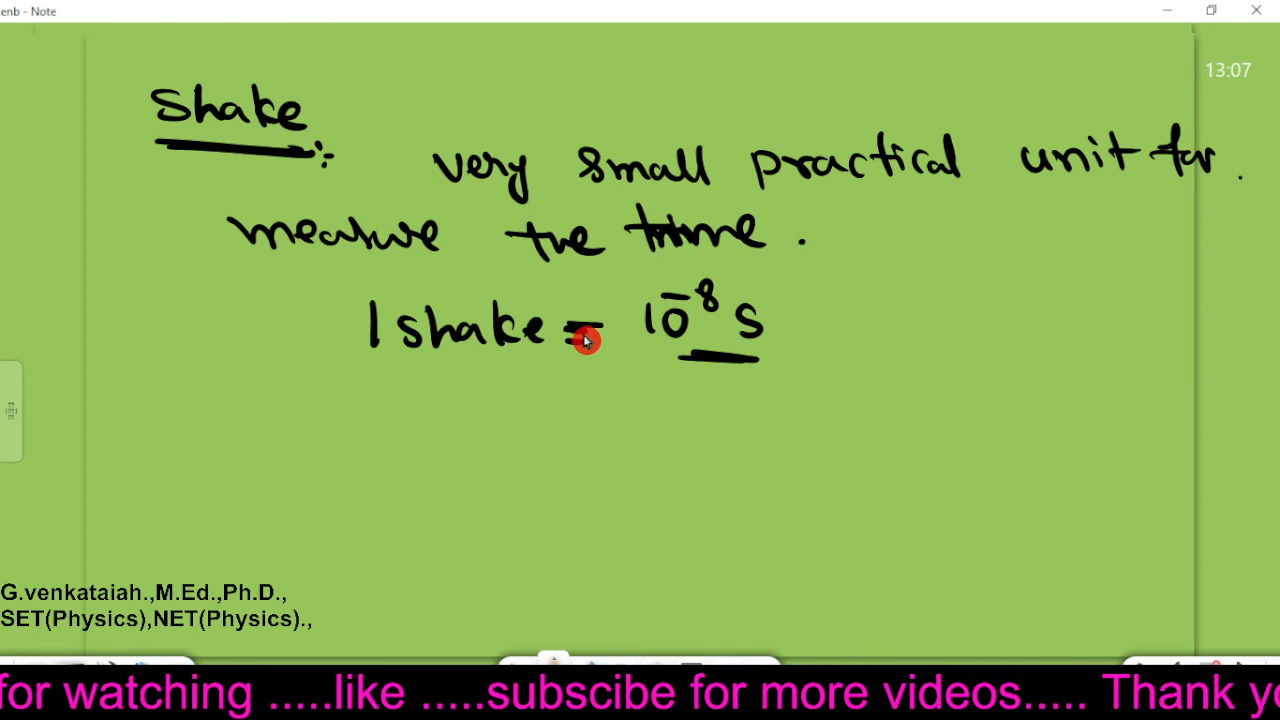 enb - Note
13:07
Shake :
very small practical unit for .
measure the time .
1 shake = 10⁻⁸ S
G.venkataiah.,M.Ed.,Ph.D.,
SET(Physics),NET(Physics).,
for watching .....like .....subscibe for more videos..... Thank yo